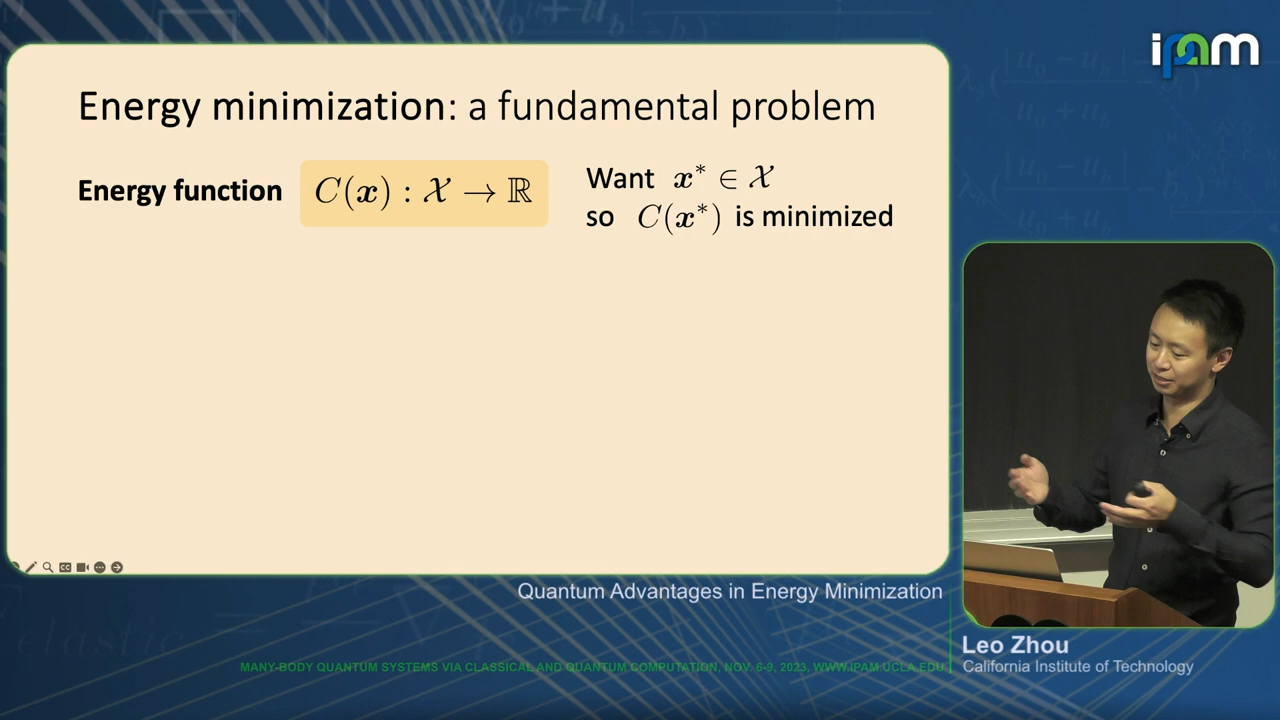 ipam
Energy minimization: a fundamental problem
Energy function C(x) : 𝒳 → ℝ
Want x* ∈ 𝒳
so C(x*) is minimized
Quantum Advantages in Energy Minimization
Leo Zhou
California Institute of Technology
MANY-BODY QUANTUM SYSTEMS VIA CLASSICAL AND QUANTUM COMPUTATION, NOV. 6-9, 2023, WWW.IPAM.UCLA.EDU